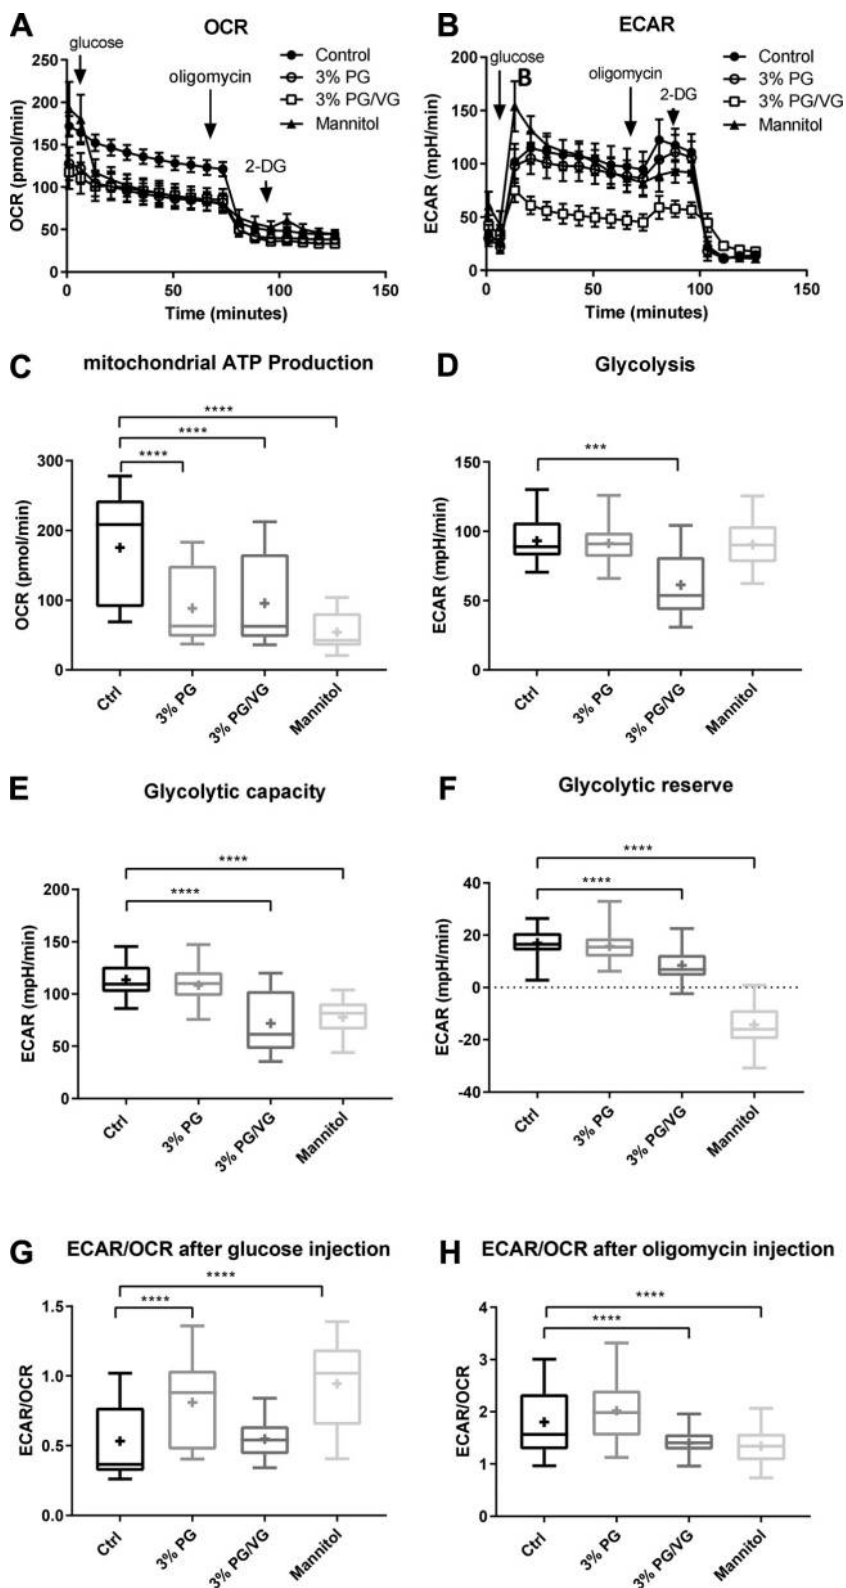 A
OCR
glucose
oligomycin
2-DG
Control
3% PG
3% PG/VG
Mannitol
OCR (pmol/min)
250
200
150
100
50
0
0
50
100
150
Time (minutes)
B
ECAR
glucose
B
oligomycin
2-DG
Control
3% PG
3% PG/VG
Mannitol
ECAR (mpH/min)
200
150
100
50
0
0
50
100
150
Time (minutes)
C
mitochondrial ATP Production
****
****
****
OCR (pmol/min)
300
200
100
0
Ctrl
3% PG
3% PG/VG
Mannitol
D
Glycolysis
***
ECAR (mpH/min)
150
100
50
0
Ctrl
3% PG
3% PG/VG
Mannitol
E
Glycolytic capacity
****
****
ECAR (mpH/min)
200
150
100
50
0
Ctrl
3% PG
3% PG/VG
Mannitol
F
Glycolytic reserve
****
****
ECAR (mpH/min)
40
20
0
-20
-40
Ctrl
3% PG
3% PG/VG
Mannitol
G
ECAR/OCR after glucose injection
****
****
ECAR/OCR
1.5
1.0
0.5
0.0
Ctrl
3% PG
3% PG/VG
Mannitol
H
ECAR/OCR after oligomycin injection
****
****
ECAR/OCR
4
3
2
1
0
Ctrl
3% PG
3% PG/VG
Mannitol